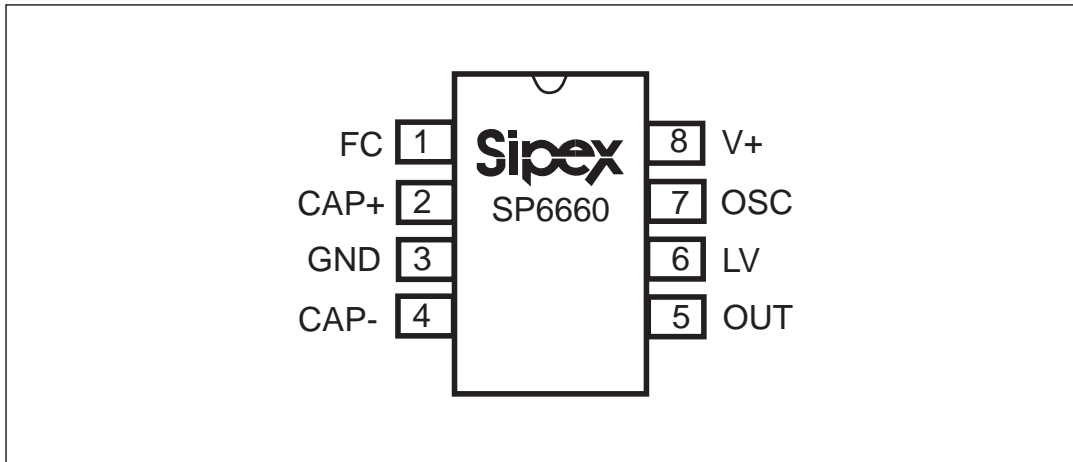 FC 1 Sipex 8 V+
CAP+ 2 SP6660 7 OSC
GND 3 6 LV
CAP- 4 5 OUT